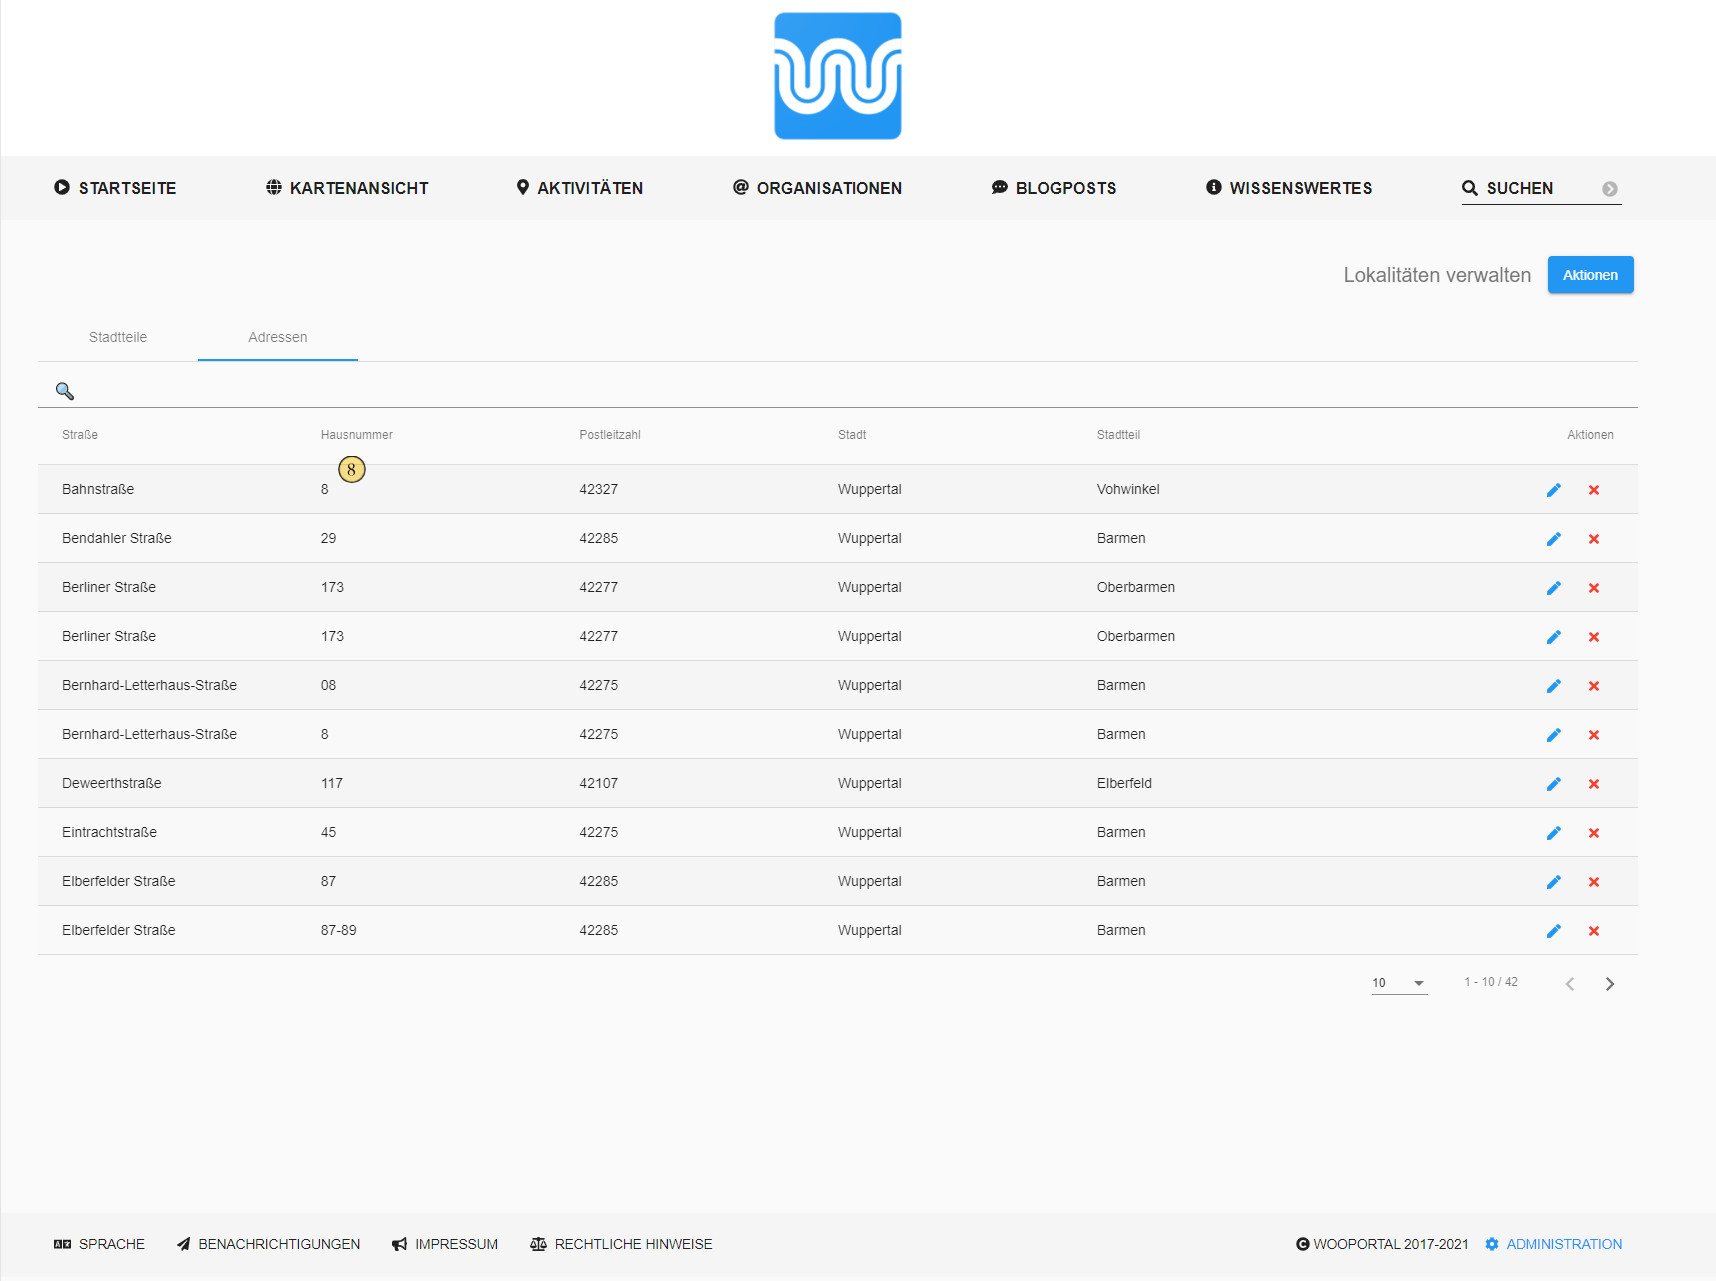 STARTSEITE KARTENANSICHT AKTIVITÄTEN ORGANISATIONEN BLOGPOSTS WISSENSWERTES SUCHEN
Lokalitäten verwalten Aktionen
Stadtteile Adressen
Straße Hausnummer Postleitzahl Stadt Stadtteil Aktionen
8
Bahnstraße 8 42327 Wuppertal Vohwinkel
Bendahler Straße 29 42285 Wuppertal Barmen
Berliner Straße 173 42277 Wuppertal Oberbarmen
Berliner Straße 173 42277 Wuppertal Oberbarmen
Bernhard-Letterhaus-Straße 08 42275 Wuppertal Barmen
Bernhard-Letterhaus-Straße 8 42275 Wuppertal Barmen
Deweerthstraße 117 42107 Wuppertal Elberfeld
Eintrachtstraße 45 42275 Wuppertal Barmen
Elberfelder Straße 87 42285 Wuppertal Barmen
Elberfelder Straße 87-89 42285 Wuppertal Barmen
10 1 - 10 / 42
SPRACHE BENACHRICHTIGUNGEN IMPRESSUM RECHTLICHE HINWEISE WOOPORTAL 2017-2021 ADMINISTRATION